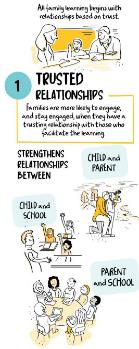 All family learning begins with
relationships based on trust.
1
TRUSTED
RELATIONSHIPS
Families are more likely to engage,
and stay engaged, when they have a
trusting relationship with those who
facilitate the learning
STRENGTHENS
RELATIONSHIPS
BETWEEN
CHILD and
PARENT
CHILD and
SCHOOL
PARENT
and SCHOOL